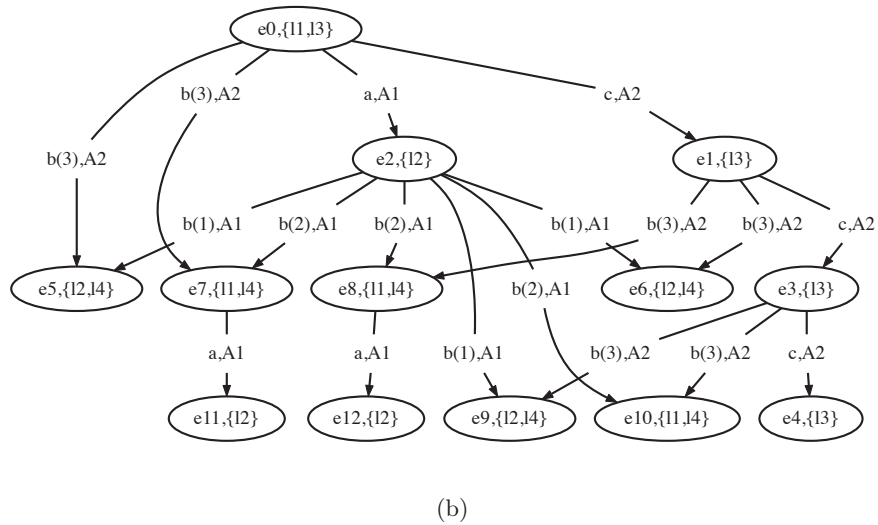 e0,{l1,l3}
b(3),A2 a,A1 c,A2
b(3),A2
e2,{l2} e1,{l3}
b(1),A1 b(2),A1 b(2),A1 b(1),A1 b(3),A2 b(3),A2 c,A2
e5,{l2,l4} e7,{l1,l4} e8,{l1,l4} b(2),A1 e6,{l2,l4} e3,{l3}
a,A1 a,A1 b(1),A1 b(3),A2 b(3),A2 c,A2
e11,{l2} e12,{l2} e9,{l2,l4} e10,{l1,l4} e4,{l3}
(b)